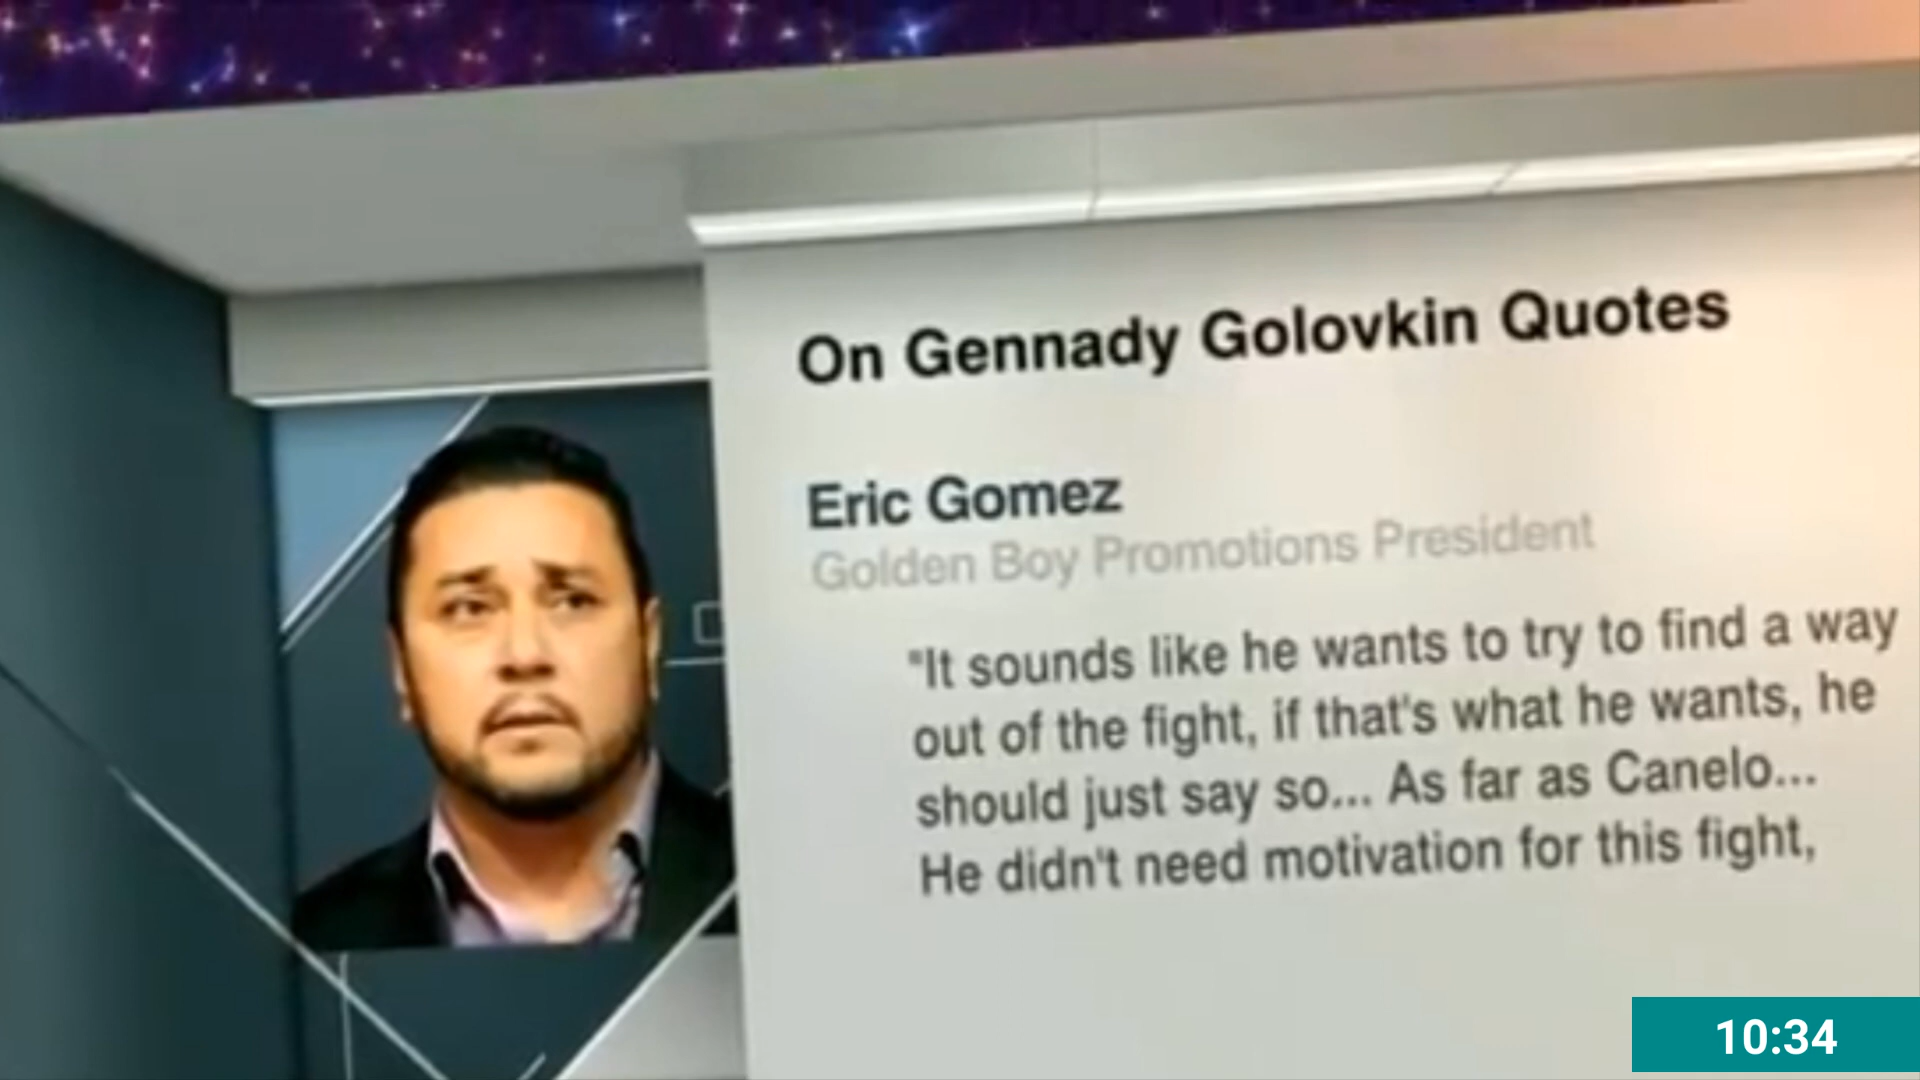 On Gennady Golovkin Quotes
Eric Gomez
Golden Boy Promotions President
"It sounds like he wants to try to find a way
out of the fight, if that's what he wants, he
should just say so... As far as Canelo...
He didn't need motivation for this fight,
10:34